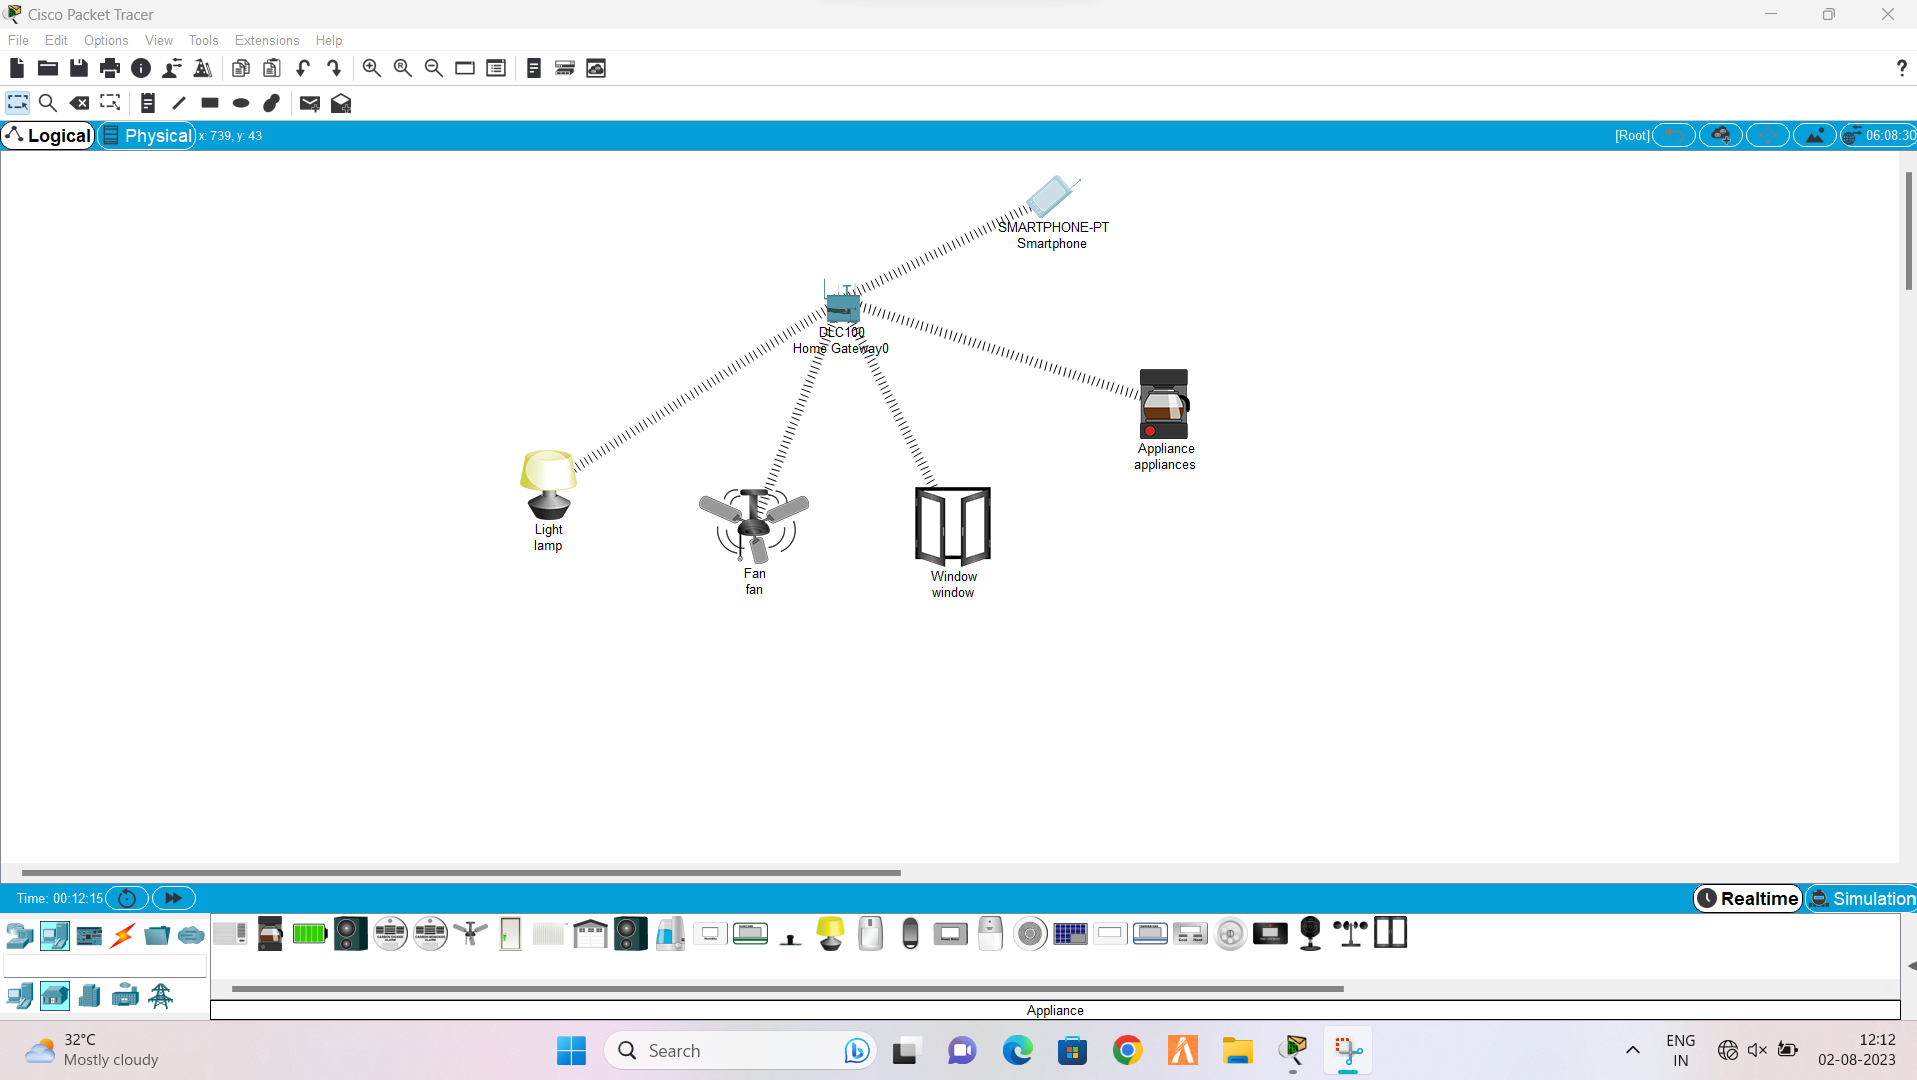 Cisco Packet Tracer
File Edit Options View Tools Extensions Help
?
Logical Physical x: 739, y: 43 [Root] 06:08:30
SMARTPHONE-PT
Smartphone
DLC100
Home Gateway0
Appliance
appliances
Light
lamp
Fan
fan
Window
window
Time: 00:12:15 Realtime Simulation
Appliance
32°C
Mostly cloudy
Search
ENG
IN
12:12
02-08-2023